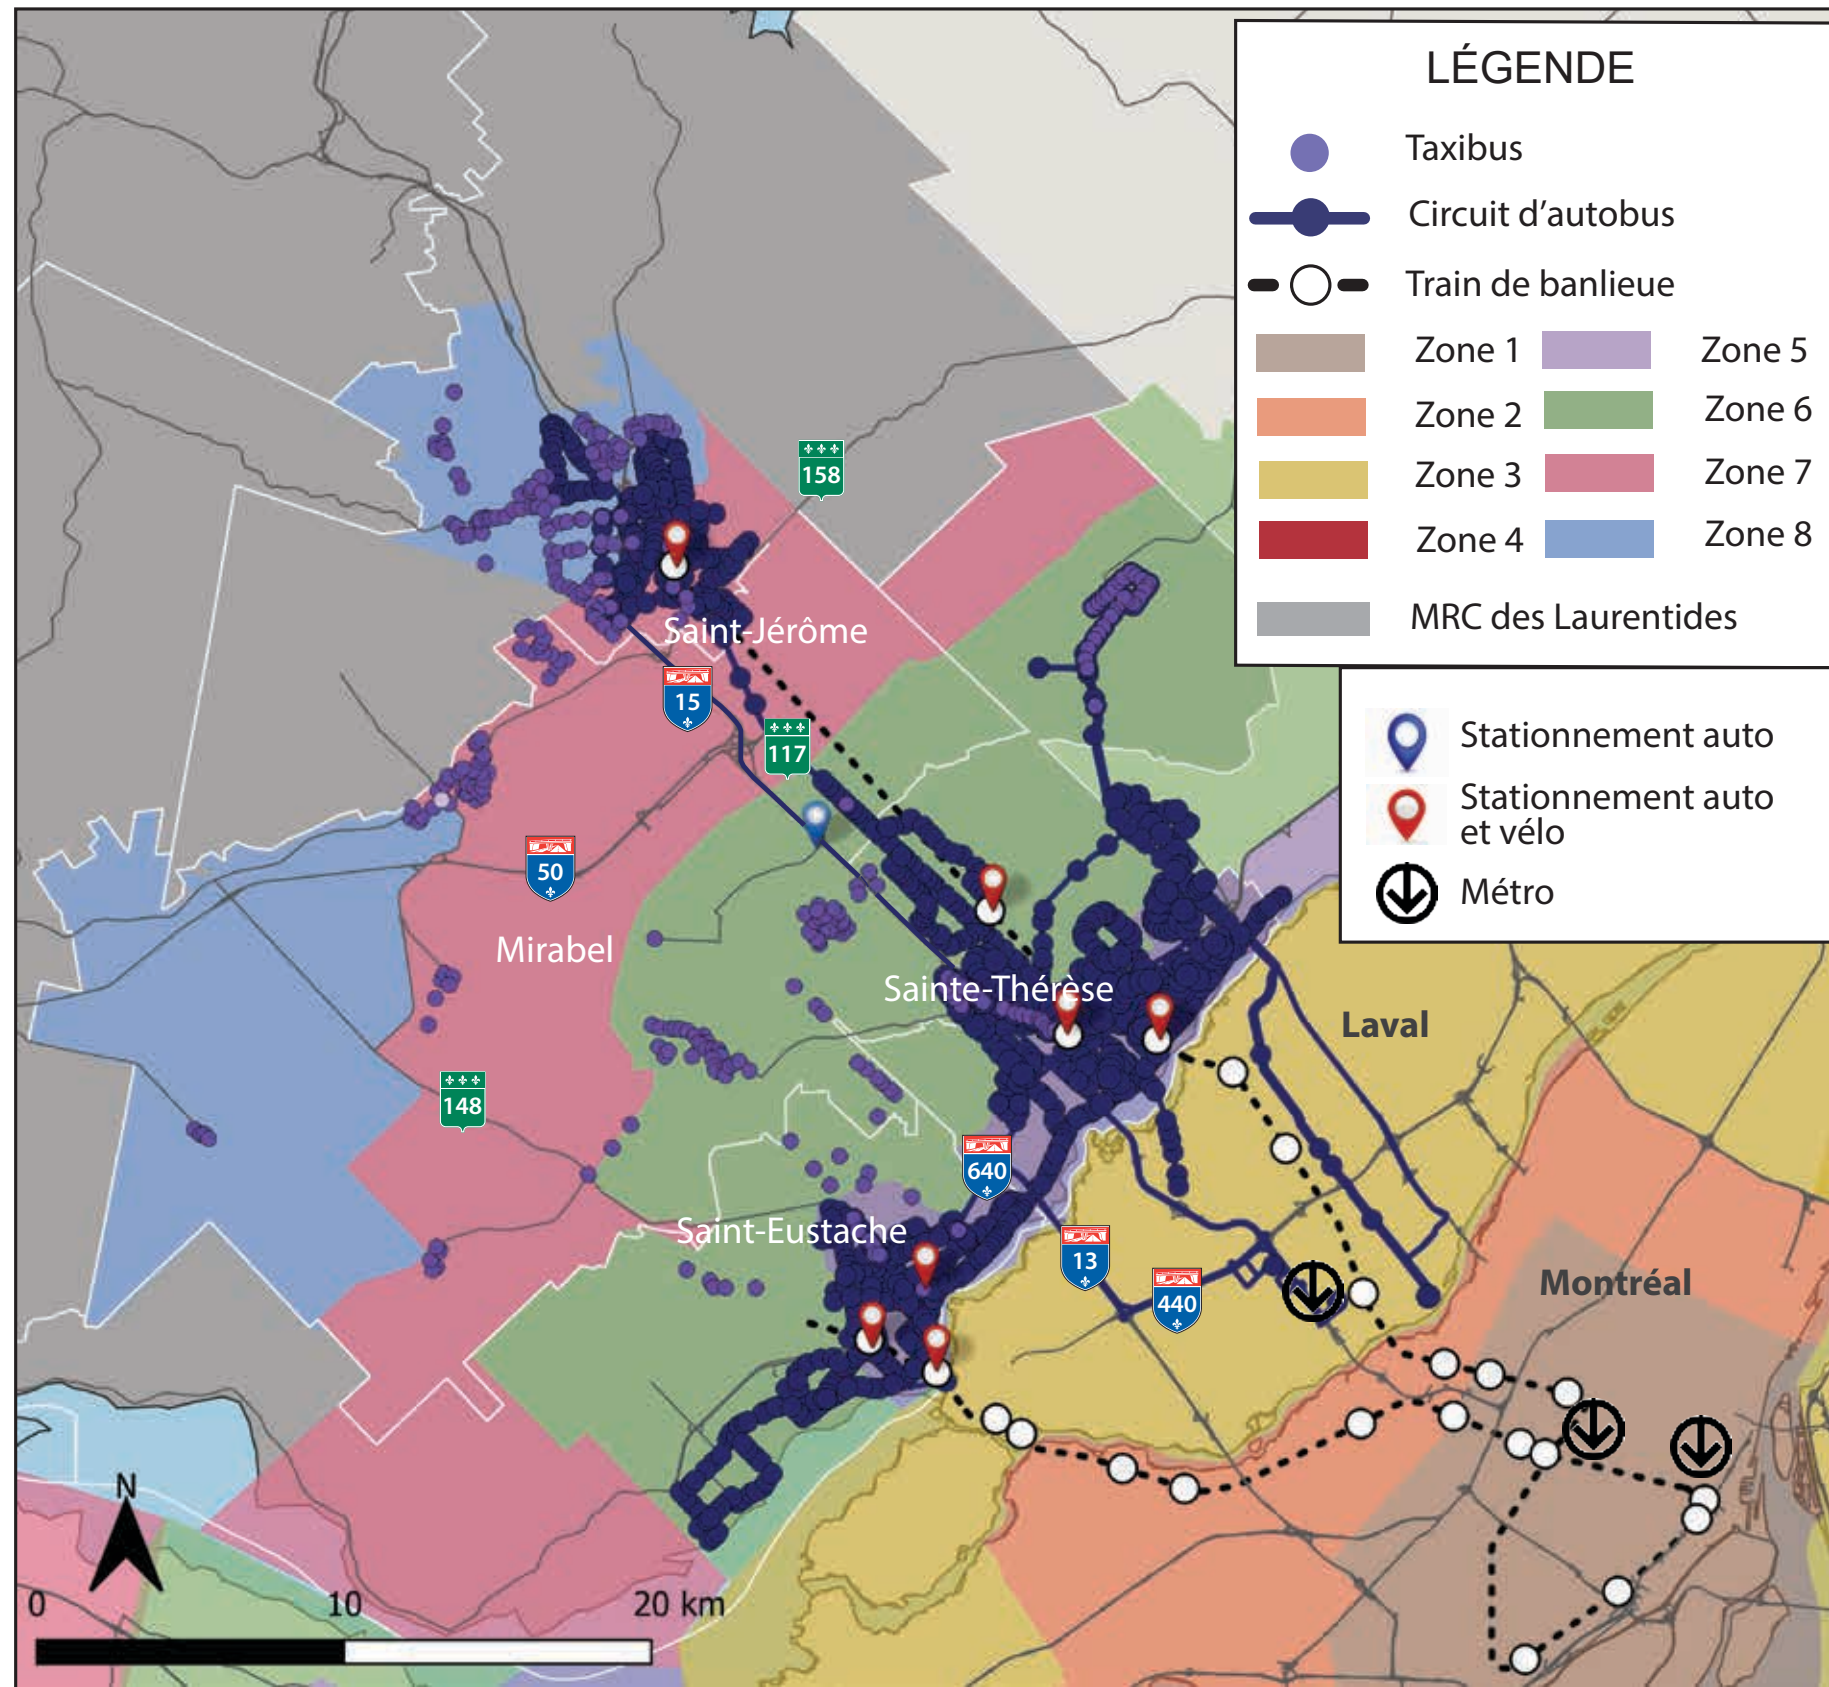 LÉGENDE
Taxibus
Circuit d'autobus
Train de banlieue
Zone 1
Zone 5
Zone 2
Zone 6
Zone 3
Zone 7
Zone 4
Zone 8
MRC des Laurentides
Stationnement auto
Stationnement auto
et vélo
Métro
158
Saint-Jérôme
15
117
50
Mirabel
Sainte-Thérèse
Laval
148
640
Saint-Eustache
13
440
Montréal
N
0 10 20 km